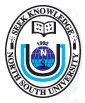 SEEK KNOWLEDGE
1992
N S
NORTH SOUTH UNIVERSITY